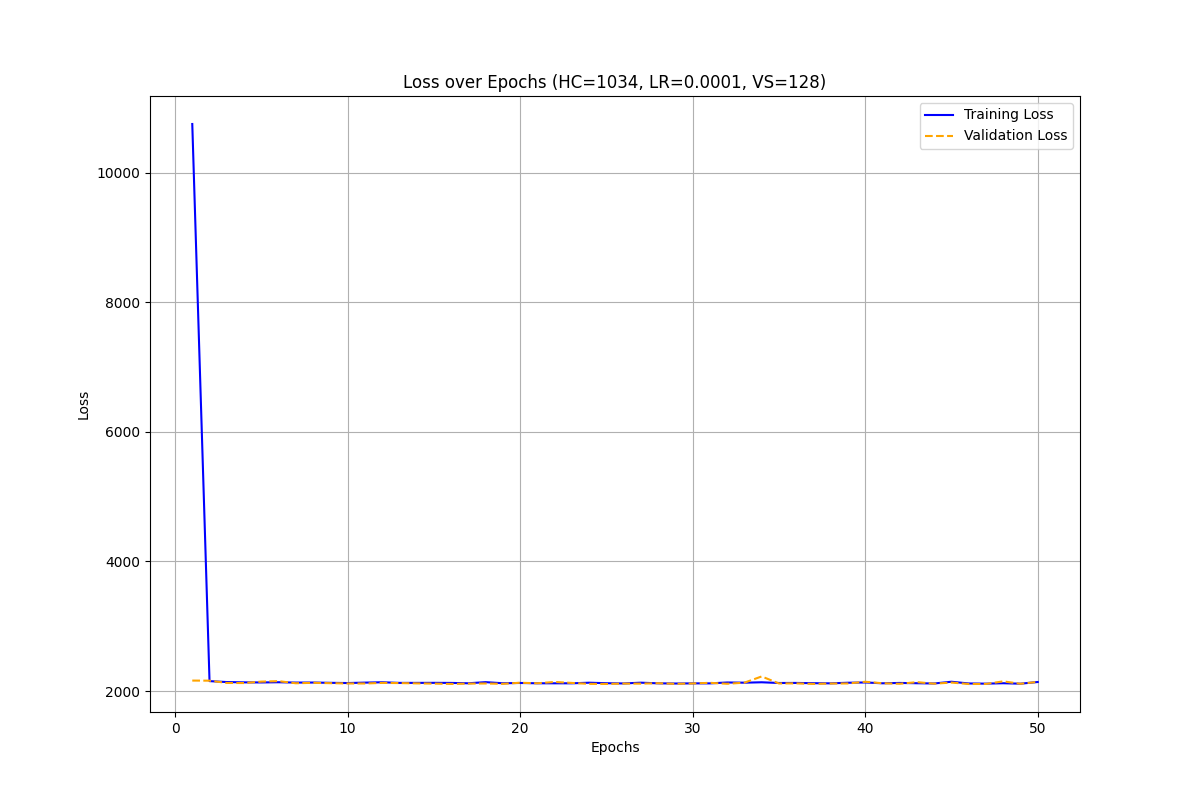 Loss over Epochs (HC=1034, LR=0.0001, VS=128)
Training Loss
Validation Loss
10000
8000
6000
4000
2000
Loss
0 10 20 30 40 50
Epochs